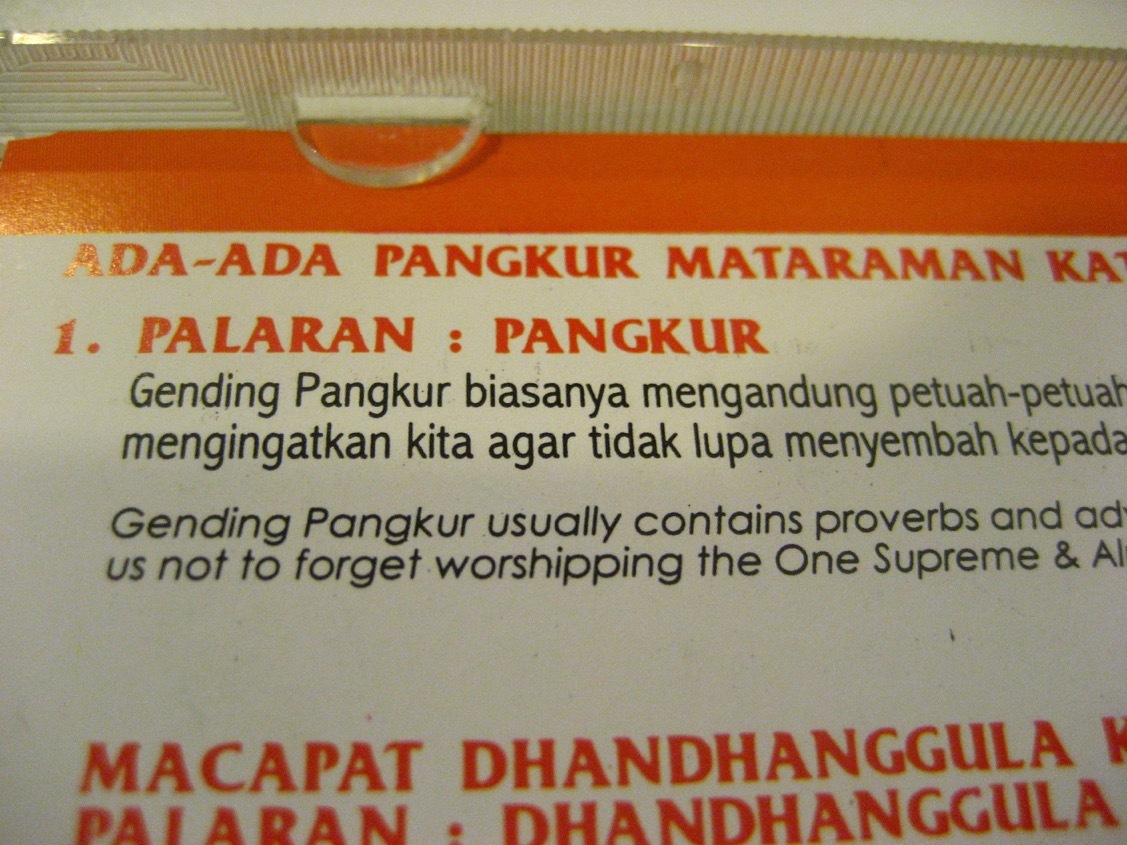 ADA-ADA PANGKUR MATARAMAN
1. PALARAN : PANGKUR
Gending Pangkur biasanya mengandung petuah-petuah
mengingatkan kita agar tidak lupa menyembah kepada
Gending Pangkur usually contains proverbs and
us not to forget worshipping the One Supreme &
MACAPAT DHANDHANGGULA
PALARAN : DHANDHANGGULA